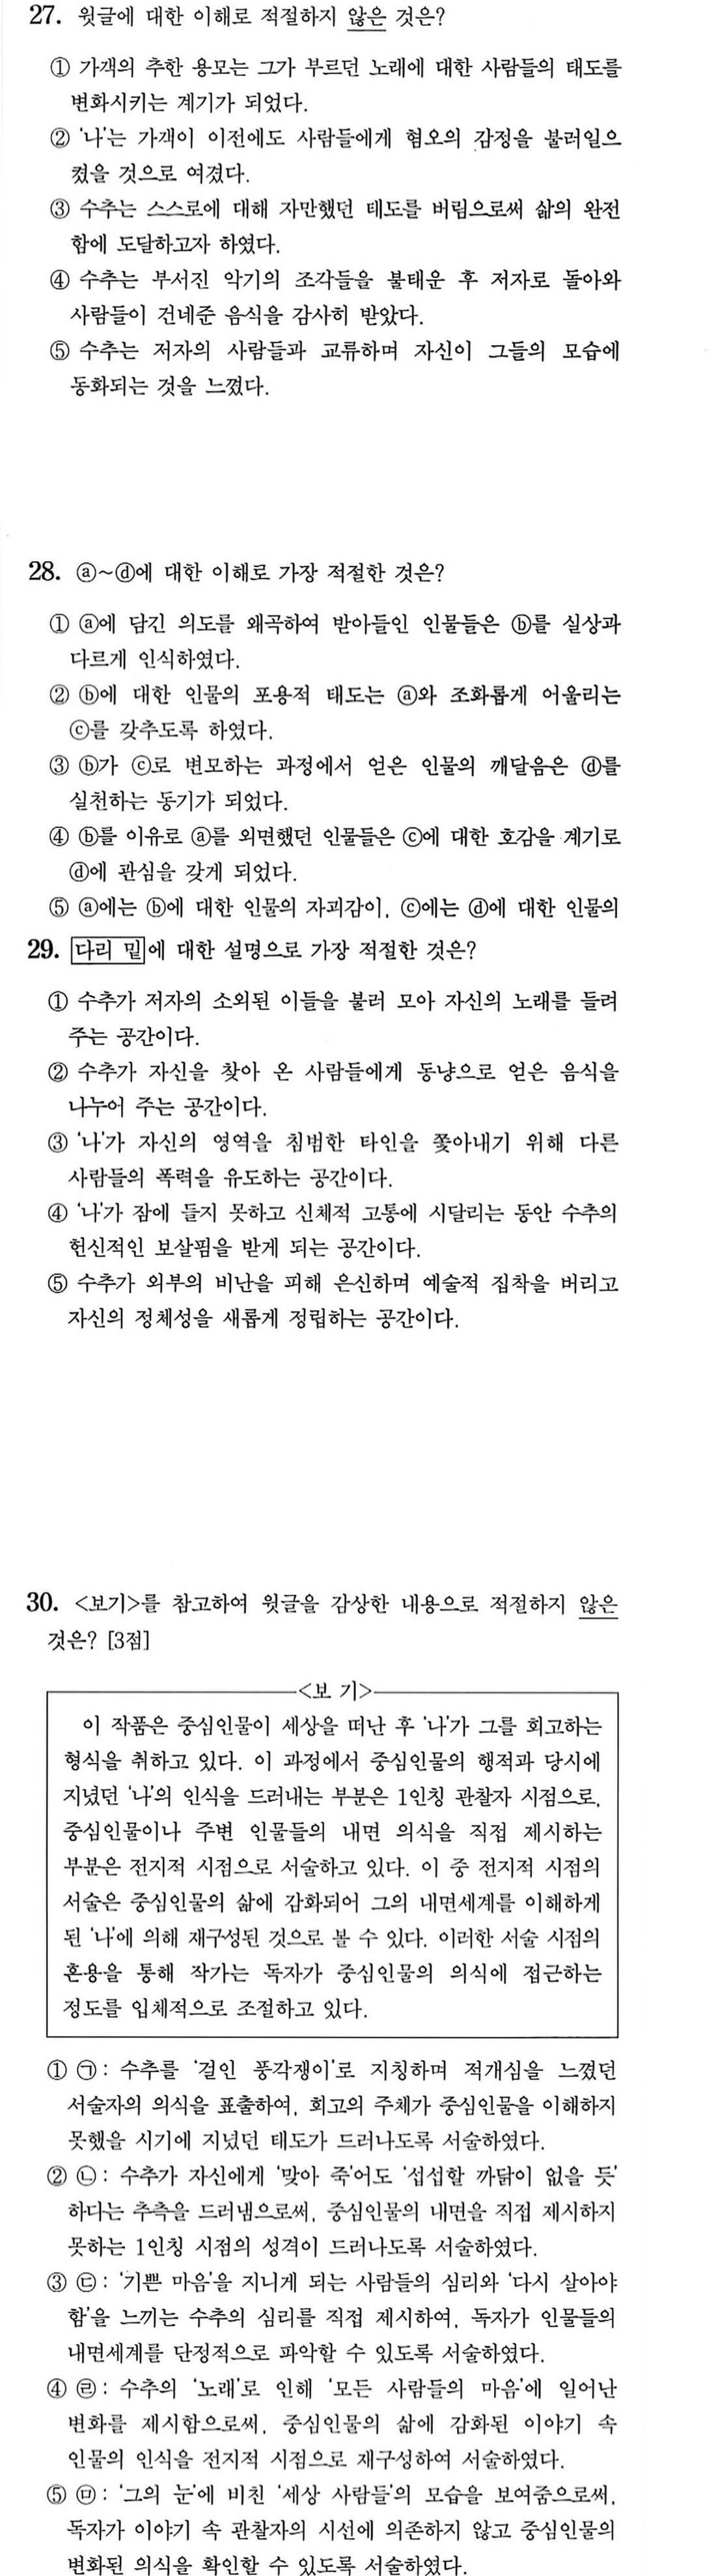 27. 윗글에 대한 이해로 적절하지 않은 것은?
① 가객의 추한 용모는 그가 부르던 노래에 대한 사람들의 태도를
변화시키는 계기가 되었다.
② '나'는 가객이 이전에도 사람들에게 혐오의 감정을 불러일으
켰을 것으로 여겼다.
③ 수추는 스스로에 대해 자만했던 태도를 버림으로써 삶의 완전
함에 도달하고자 하였다.
④ 수추는 부서진 악기의 조각들을 불태운 후 저자로 돌아와
사람들이 건네준 음식을 감사히 받았다.
⑤ 수추는 저자의 사람들과 교류하며 자신이 그들의 모습에
동화되는 것을 느꼈다.
28. ⓐ~ⓓ에 대한 이해로 가장 적절한 것은?
① ⓐ에 담긴 의도를 왜곡하여 받아들인 인물들은 ⓑ를 실상과
다르게 인식하였다.
② ⓑ에 대한 인물의 포용적 태도는 ⓐ와 조화롭게 어울리는
ⓒ를 갖추도록 하였다.
③ ⓑ가 ⓒ로 변모하는 과정에서 얻은 인물의 깨달음은 ⓓ를
실천하는 동기가 되었다.
④ ⓑ를 이유로 ⓐ를 외면했던 인물들은 ⓒ에 대한 호감을 계기로
ⓓ에 관심을 갖게 되었다.
⑤ ⓐ에는 ⓑ에 대한 인물의 자괴감이, ⓒ에는 ⓓ에 대한 인물의
29. 다리 밑에 대한 설명으로 가장 적절한 것은?
① 수추가 저자의 소외된 이들을 불러 모아 자신의 노래를 들려
주는 공간이다.
② 수추가 자신을 찾아 온 사람들에게 동냥으로 얻은 음식을
나누어 주는 공간이다.
③ '나'가 자신의 영역을 침범한 타인을 쫓아내기 위해 다른
사람들의 폭력을 유도하는 공간이다.
④ '나'가 잠에 들지 못하고 신체적 고통에 시달리는 동안 수추의
헌신적인 보살핌을 받게 되는 공간이다.
⑤ 수추가 외부의 비난을 피해 은신하며 예술적 집착을 버리고
자신의 정체성을 새롭게 정립하는 공간이다.
30. <보기>를 참고하여 윗글을 감상한 내용으로 적절하지 않은
것은? [3점]
<보 기>
이 작품은 중심인물이 세상을 떠난 후 '나'가 그를 회고하는
형식을 취하고 있다. 이 과정에서 중심인물의 행적과 당시에
지녔던 '나'의 인식을 드러내는 부분은 1인칭 관찰자 시점으로,
중심인물이나 주변 인물들의 내면 의식을 직접 제시하는
부분은 전지적 시점으로 서술하고 있다. 이 중 전지적 시점의
서술은 중심인물의 삶에 감화되어 그의 내면세계를 이해하게
된 '나'에 의해 재구성된 것으로 볼 수 있다. 이러한 서술 시점의
혼용을 통해 작가는 독자가 중심인물의 의식에 접근하는
정도를 입체적으로 조절하고 있다.
① ㉠: 수추를 '걸인 풍각쟁이'로 지칭하며 적개심을 느꼈던
서술자의 의식을 표출하여, 회고의 주체가 중심인물을 이해하지
못했을 시기에 지녔던 태도가 드러나도록 서술하였다.
② ㉡: 수추가 자신에게 '맞아 죽'어도 '섭섭할 까닭이 없을 듯'
하다는 추측을 드러냄으로써, 중심인물의 내면을 직접 제시하지
못하는 1인칭 시점의 성격이 드러나도록 서술하였다.
③ ㉢: '기쁜 마음'을 지니게 되는 사람들의 심리와 '다시 살아야
함'을 느끼는 수추의 심리를 직접 제시하여, 독자가 인물들의
내면세계를 단정적으로 파악할 수 있도록 서술하였다.
④ ㉣: 수추의 '노래'로 인해 '모든 사람들의 마음'에 일어난
변화를 제시함으로써, 중심인물의 삶에 감화된 이야기 속
인물의 인식을 전지적 시점으로 재구성하여 서술하였다.
⑤ ㉤: '그의 눈'에 비친 '세상 사람들'의 모습을 보여줌으로써,
독자가 이야기 속 관찰자의 시선에 의존하지 않고 중심인물의
변화된 의식을 확인할 수 있도록 서술하였다.